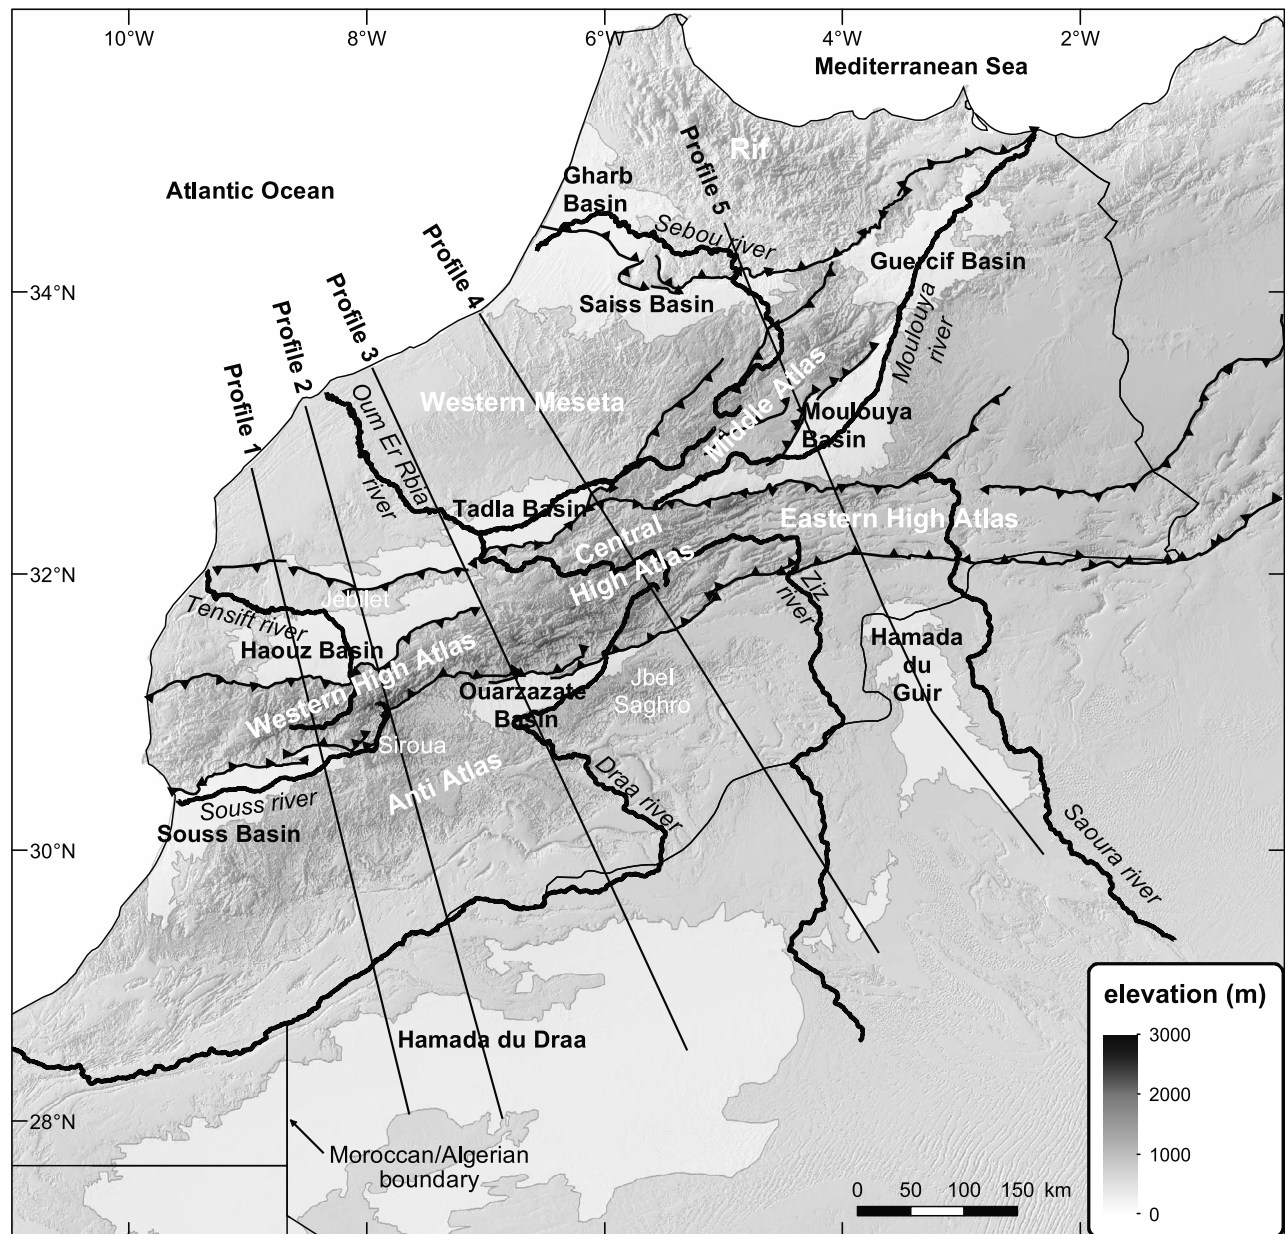 10°W
8°W
6°W
4°W
2°W
Mediterranean Sea
Profile 5
Rif
Gharb
Basin
Atlantic Ocean
Sebou river
Profile 4
Guercif Basin
34°N
Saiss Basin
Profile 3
Profile 2
Profile 1
Moulouya
river
Oum Er Rbia
river
Western Meseta
Middle Atlas
Moulouya
Basin
Tadla Basin
Eastern High Atlas
Central
High Atlas
32°N
Jebilet
Tensift river
Ziz
river
Haouz Basin
Western High Atlas
Hamada
du
Guir
Ouarzazate
Basin
Jbel
Saghro
Siroua
Anti Atlas
Draa river
Souss river
Souss Basin
Saoura river
30°N
elevation (m)
3000
2000
1000
0
Hamada du Draa
28°N
Moroccan/Algerian
boundary
0 50 100 150 km